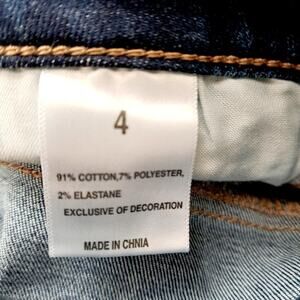 4
91% COTTON,7% POLYESTER,
2% ELASTANE
EXCLUSIVE OF DECORATION
MADE IN CHNIA